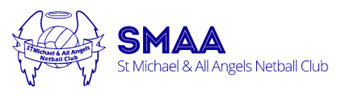 St Michael & All Angels
Netball Club
SMAA
St Michael & All Angels Netball Club